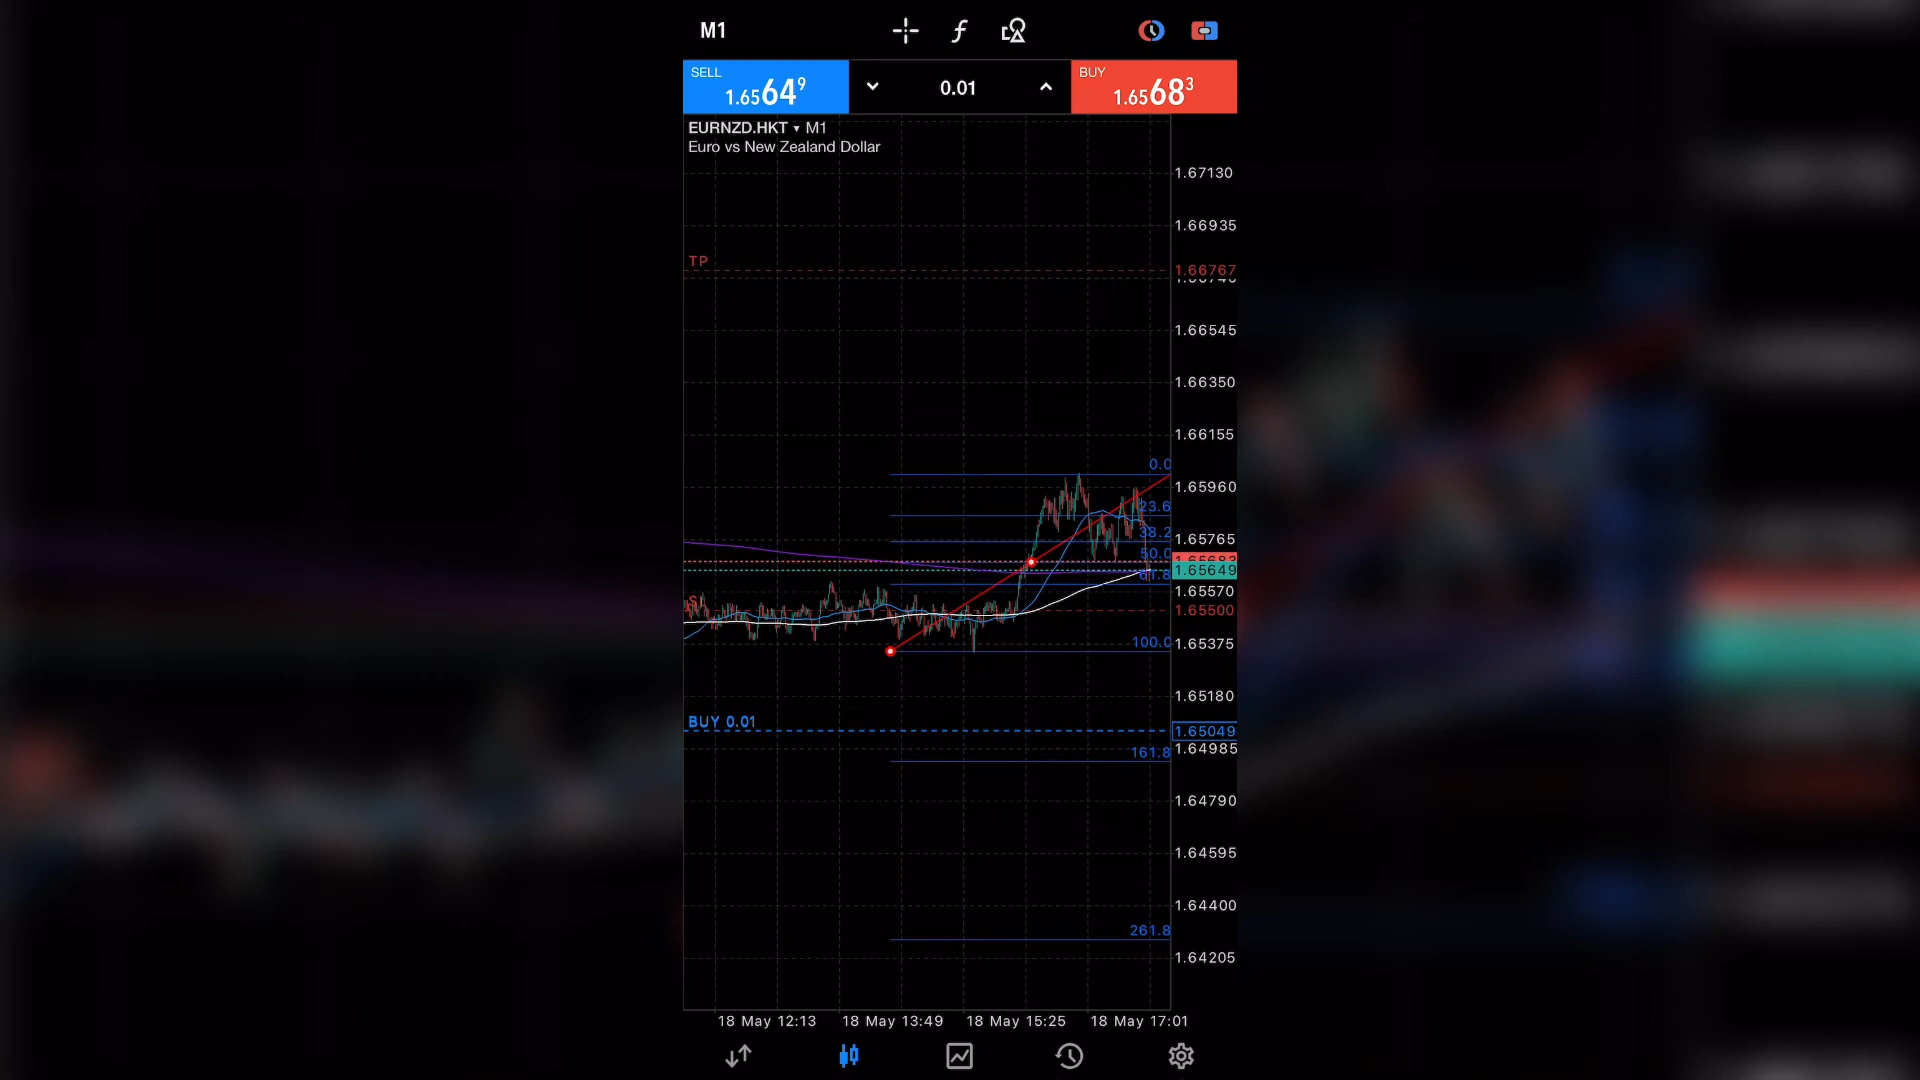 M1
SELL
1.65649
0.01
BUY
1.65683
EURNZD.HKT ▾ M1
Euro vs New Zealand Dollar
1.67130
1.66935
TP
1.66767
1.66545
1.66350
1.66155
0.0
1.65960
23.6
38.2
1.65765
50.0
1.65683
1.65649
61.8
1.65570
1.65500
100.0
1.65375
1.65180
BUY 0.01
1.65049
1.64985
161.8
1.64790
1.64595
1.64400
261.8
1.64205
18 May 12:13
18 May 13:49
18 May 15:25
18 May 17:01